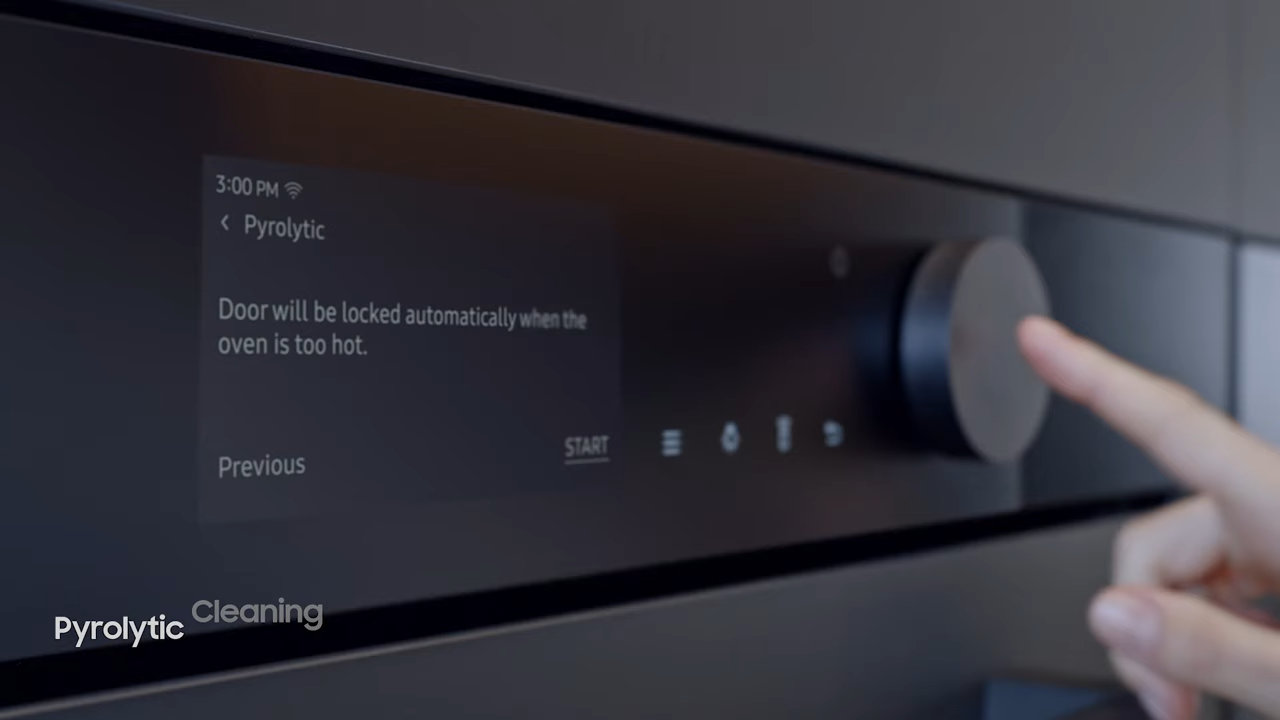 3:00 PM
Pyrolytic
Door will be locked automatically when the
oven is too hot.
Previous
START
Pyrolytic Cleaning